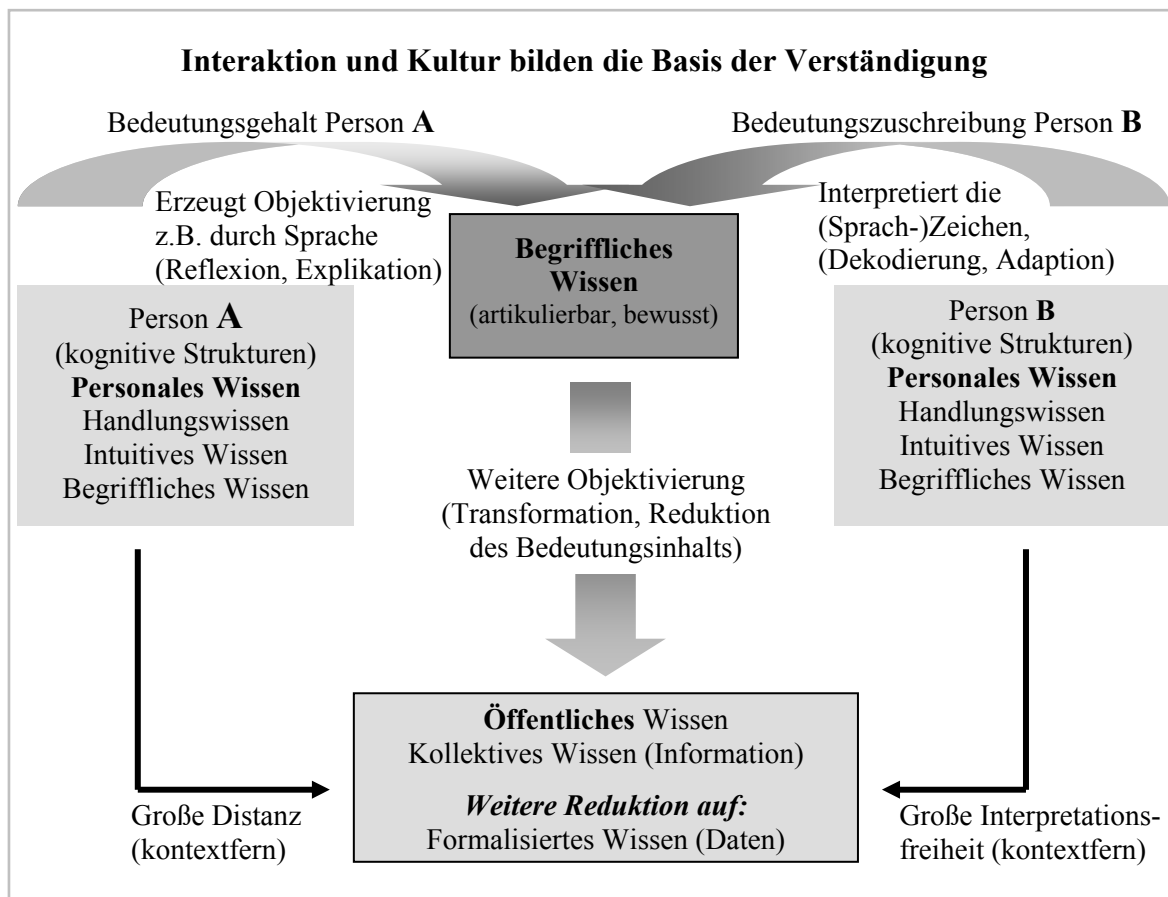 Interaktion und Kultur bilden die Basis der Verständigung
Bedeutungsgehalt Person A
Bedeutungszuschreibung Person B
Erzeugt Objektivierung
z.B. durch Sprache
(Reflexion, Explikation)
Begriffliches
Wissen
(artikulierbar, bewusst)
Interpretiert die
(Sprach-)Zeichen,
(Dekodierung, Adaption)
Person A
(kognitive Strukturen)
Personales Wissen
Handlungswissen
Intuitives Wissen
Begriffliches Wissen
Person B
(kognitive Strukturen)
Personales Wissen
Handlungswissen
Intuitives Wissen
Begriffliches Wissen
Weitere Objektivierung
(Transformation, Reduktion
des Bedeutungsinhalts)
Öffentliches Wissen
Kollektives Wissen (Information)
Weitere Reduktion auf:
Formalisiertes Wissen (Daten)
Große Distanz
(kontextfern)
Große Interpretations-
freiheit (kontextfern)